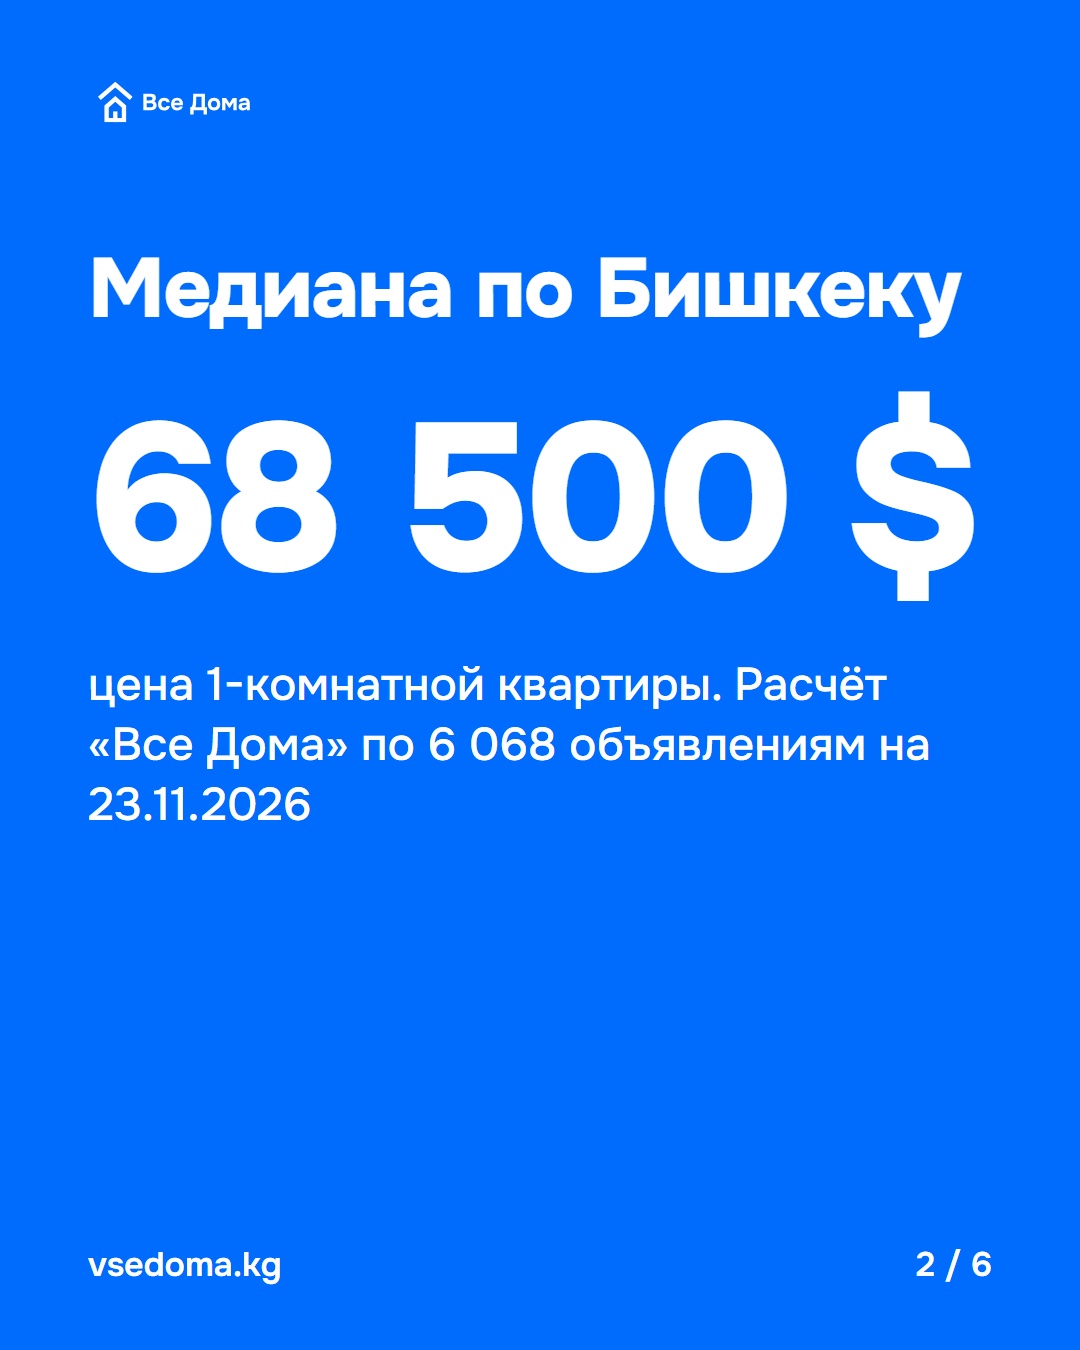 Все Дома
Медиана по Бишкеку
68 500 $
цена 1-комнатной квартиры. Расчёт
«Все Дома» по 6 068 объявлениям на
23.11.2026
vsedoma.kg
2 / 6